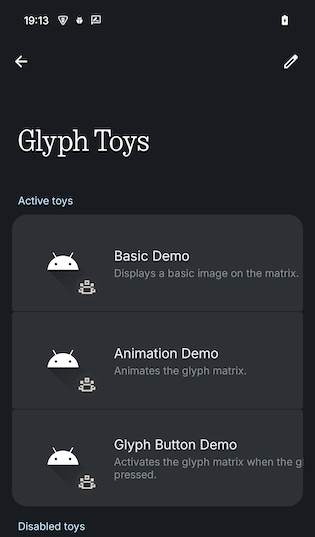 19:13
Glyph Toys
Active toys
Basic Demo
Displays a basic image on the matrix.
Animation Demo
Animates the glyph matrix.
Glyph Button Demo
Activates the glyph matrix when the gl
pressed.
Disabled toys